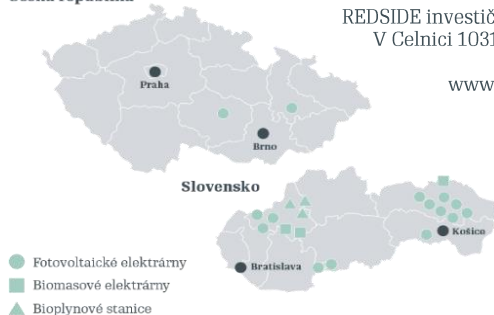 REDSIDE investič
V Celnici 1031
www
Praha
Brno
Slovensko
Košice
Bratislava
Fotovoltaické elektrárny
Biomasové elektrárny
Bioplynové stanice